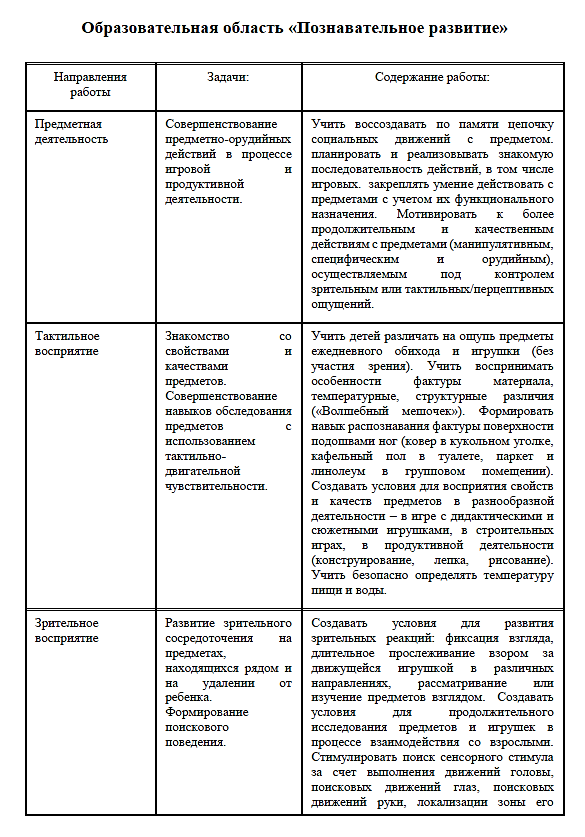 Образовательная область «Познавательное развитие»
Направления
работы
Задачи:
Содержание работы:
Предметная
деятельность
Совершенствование
предметно-орудийных
действий в процессе
игровой и
продуктивной
деятельности.
Учить воссоздавать по памяти цепочку
социальных движений с предметом.
планировать и реализовывать знакомую
последовательность действий, в том числе
игровых. закреплять умение действовать с
предметами с учетом их функционального
назначения. Мотивировать к более
продолжительным и качественным
действиям с предметами (манипулятивным,
специфическим и орудийным),
осуществляемым под контролем
зрительным или тактильных/перцептивных
ощущений.
Тактильное
восприятие
Знакомство со
свойствами и
качествами
предметов.
Совершенствование
навыков обследования
предметов с
использованием
тактильно-
двигательной
чувствительности.
Учить детей различать на ощупь предметы
ежедневного обихода и игрушки (без
участия зрения). Учить воспринимать
особенности фактуры материала,
температурные, структурные различия
(«Волшебный мешочек»). Формировать
навык распознавания фактуры поверхности
подошвами ног (ковер в кукольном уголке,
кафельный пол в туалете, паркет и
линолеум в групповом помещении).
Создавать условия для восприятия свойств
и качеств предметов в разнообразной
деятельности – в игре с дидактическими и
сюжетными игрушками, в строительных
играх, в продуктивной деятельности
(конструирование, лепка, рисование).
Учить безопасно определять температуру
пищи и воды.
Зрительное
восприятие
Развитие зрительного
сосредоточения на
предметах,
находящихся рядом и
на удалении от
ребенка.
Формирование
поискового
поведения.
Создавать условия для развития
зрительных реакций: фиксация взгляда,
длительное прослеживание взором за
движущейся игрушкой в различных
направлениях, рассматривание или
изучение предметов взглядом. Создавать
условия для продолжительного
исследования предметов и игрушек в
процессе взаимодействия со взрослыми.
Стимулировать поиск сенсорного стимула
за счет выполнения движений головы,
поисковых движений глаз, поисковых
движений руки, локализации зоны его